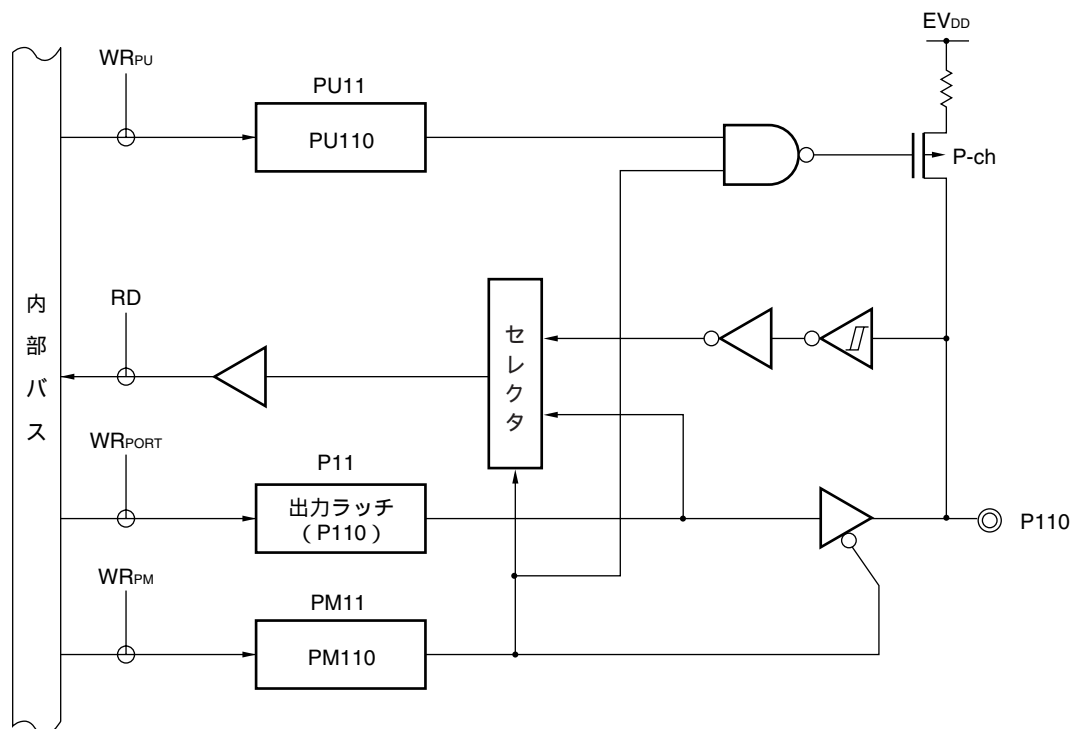 EVDD
WRPU
PU11
PU110
P-ch
RD
内部バス
セレクタ
WRPORT
P11
出力ラッチ
(P110)
P110
WRPM
PM11
PM110